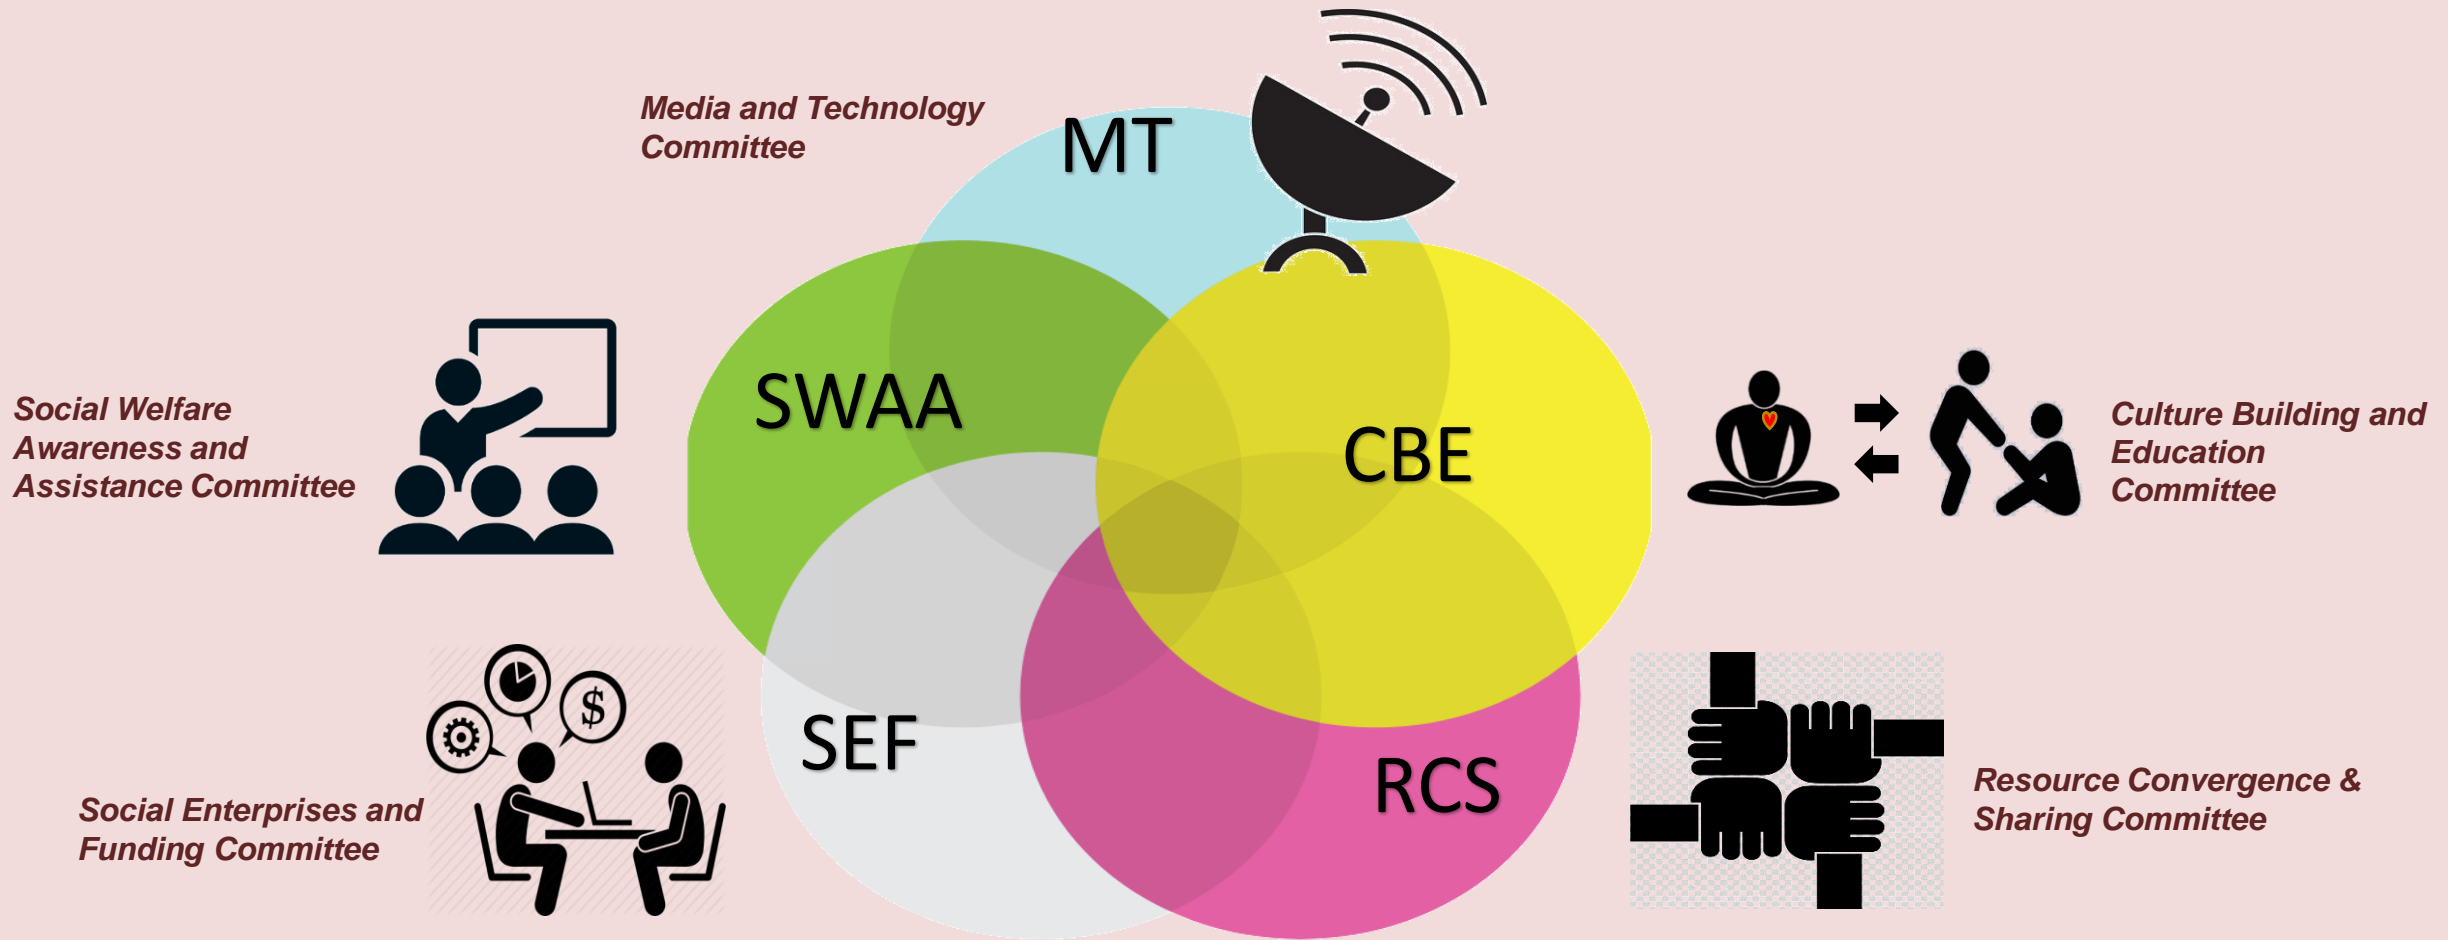 Media and Technology
Committee
MT
Social Welfare
Awareness and
Assistance Committee
SWAA
CBE
Culture Building and
Education
Committee
Social Enterprises and
Funding Committee
$
SEF
RCS
Resource Convergence &
Sharing Committee